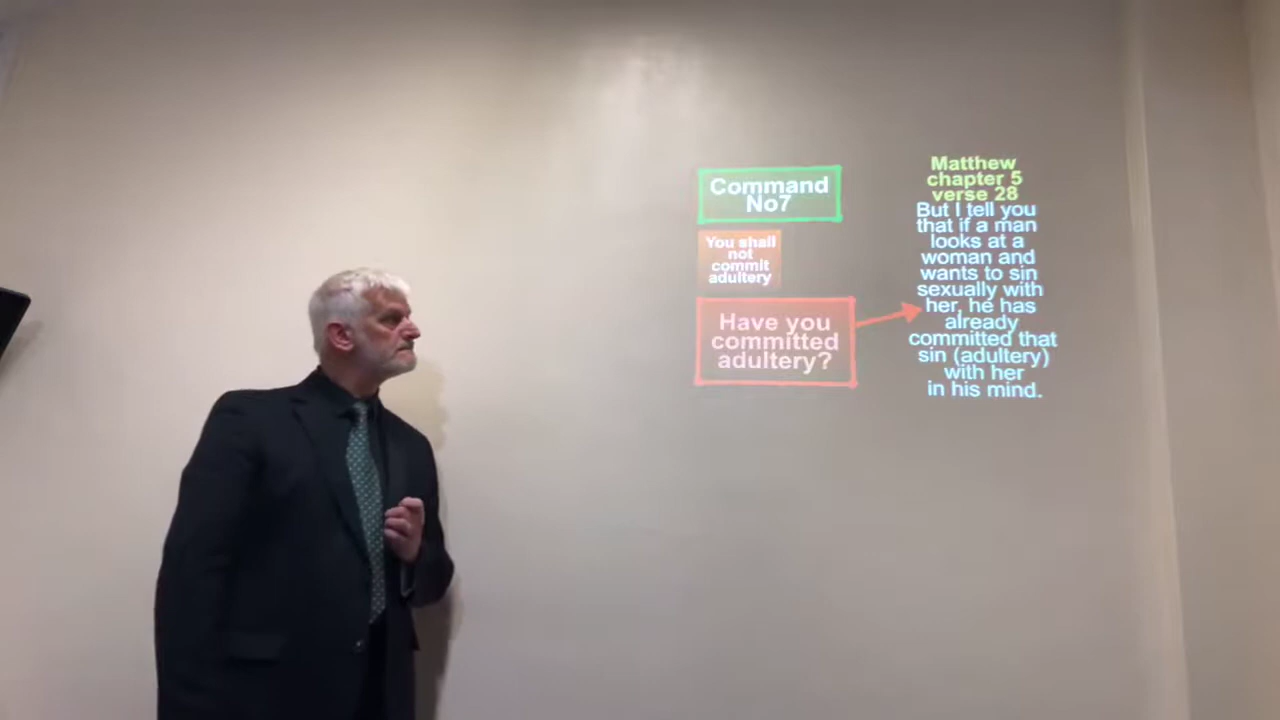 Command
No7
You shall
not
commit
adultery
Have you
committed
adultery?
Matthew
chapter 5
verse 28
But I tell you
that if a man
looks at a
woman and
wants to sin
sexually with
her, he has
already
committed that
sin (adultery)
with her
in his mind.